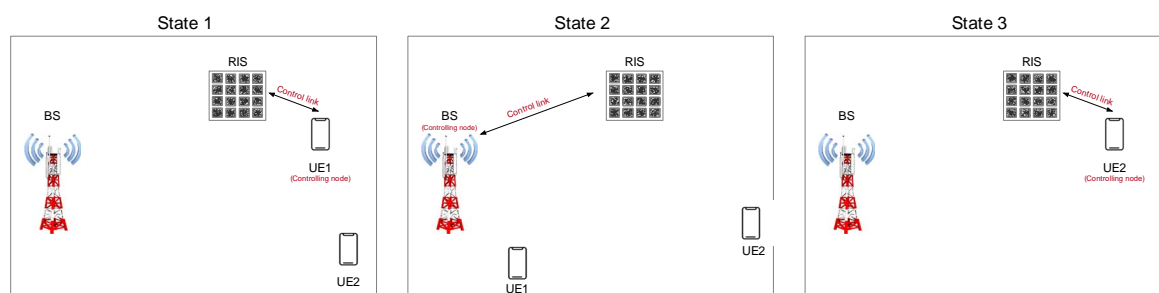 State 1
RIS
Control link
BS
UE1
(Controlling node)
UE2
State 2
RIS
Control link
BS
(Controlling node)
UE2
UE1
State 3
RIS
Control link
BS
UE2
(Controlling node)